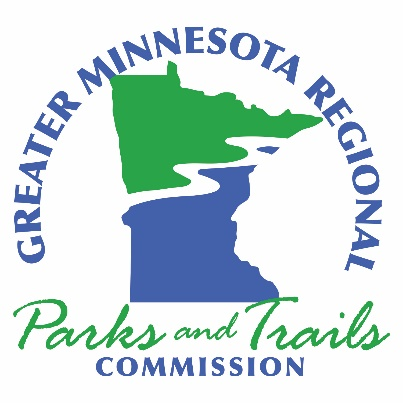 GREATER MINNESOTA REGIONAL
Parks and Trails
COMMISSION